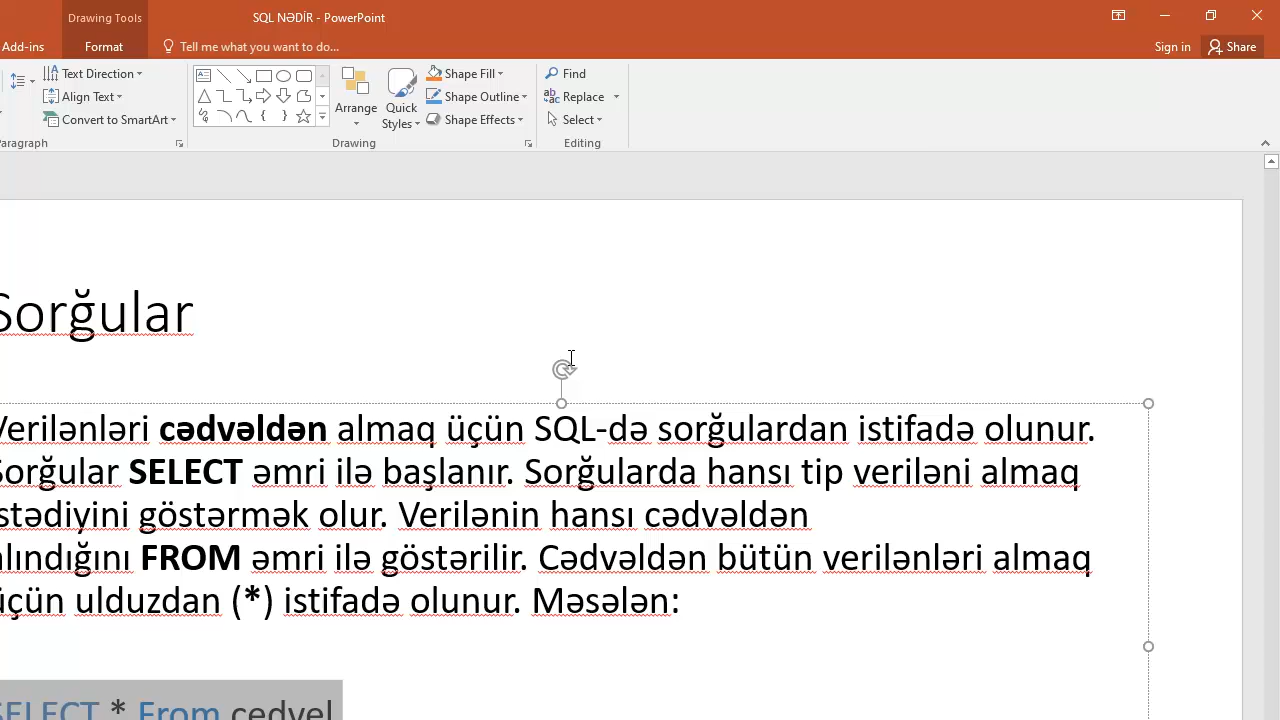 Drawing Tools
SQL NƏDİR - PowerPoint
Add-ins
Format
Tell me what you want to do...
Sign in
Share
Text Direction
Align Text
Convert to SmartArt
Arrange
Quick
Styles
Shape Fill
Shape Outline
Shape Effects
Find
Replace
Select
aragraph
Drawing
Editing
Sorğular
Verilənləri cədvəldən almaq üçün SQL-də sorğulardan istifadə olunur.
Sorğular SELECT əmri ilə başlanır. Sorğularda hansı tip veriləni almaq
stədiyini göstərmək olur. Verilənin hansı cədvəldən
alındığını FROM əmri ilə göstərilir. Cədvəldən bütün verilənləri almaq
üçün ulduzdan (*) istifadə olunur. Məsələn:
SELECT * From cedvel